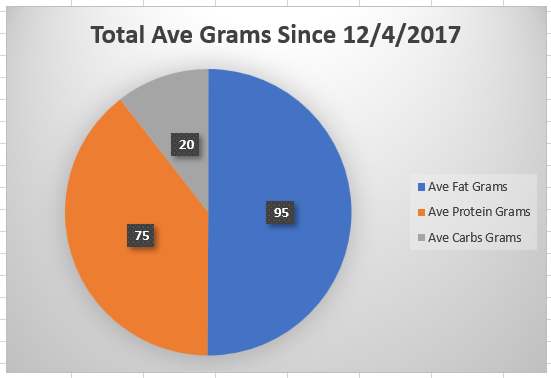 Total Ave Grams Since 12/4/2017
20
95
75
Ave Fat Grams
Ave Protein Grams
Ave Carbs Grams